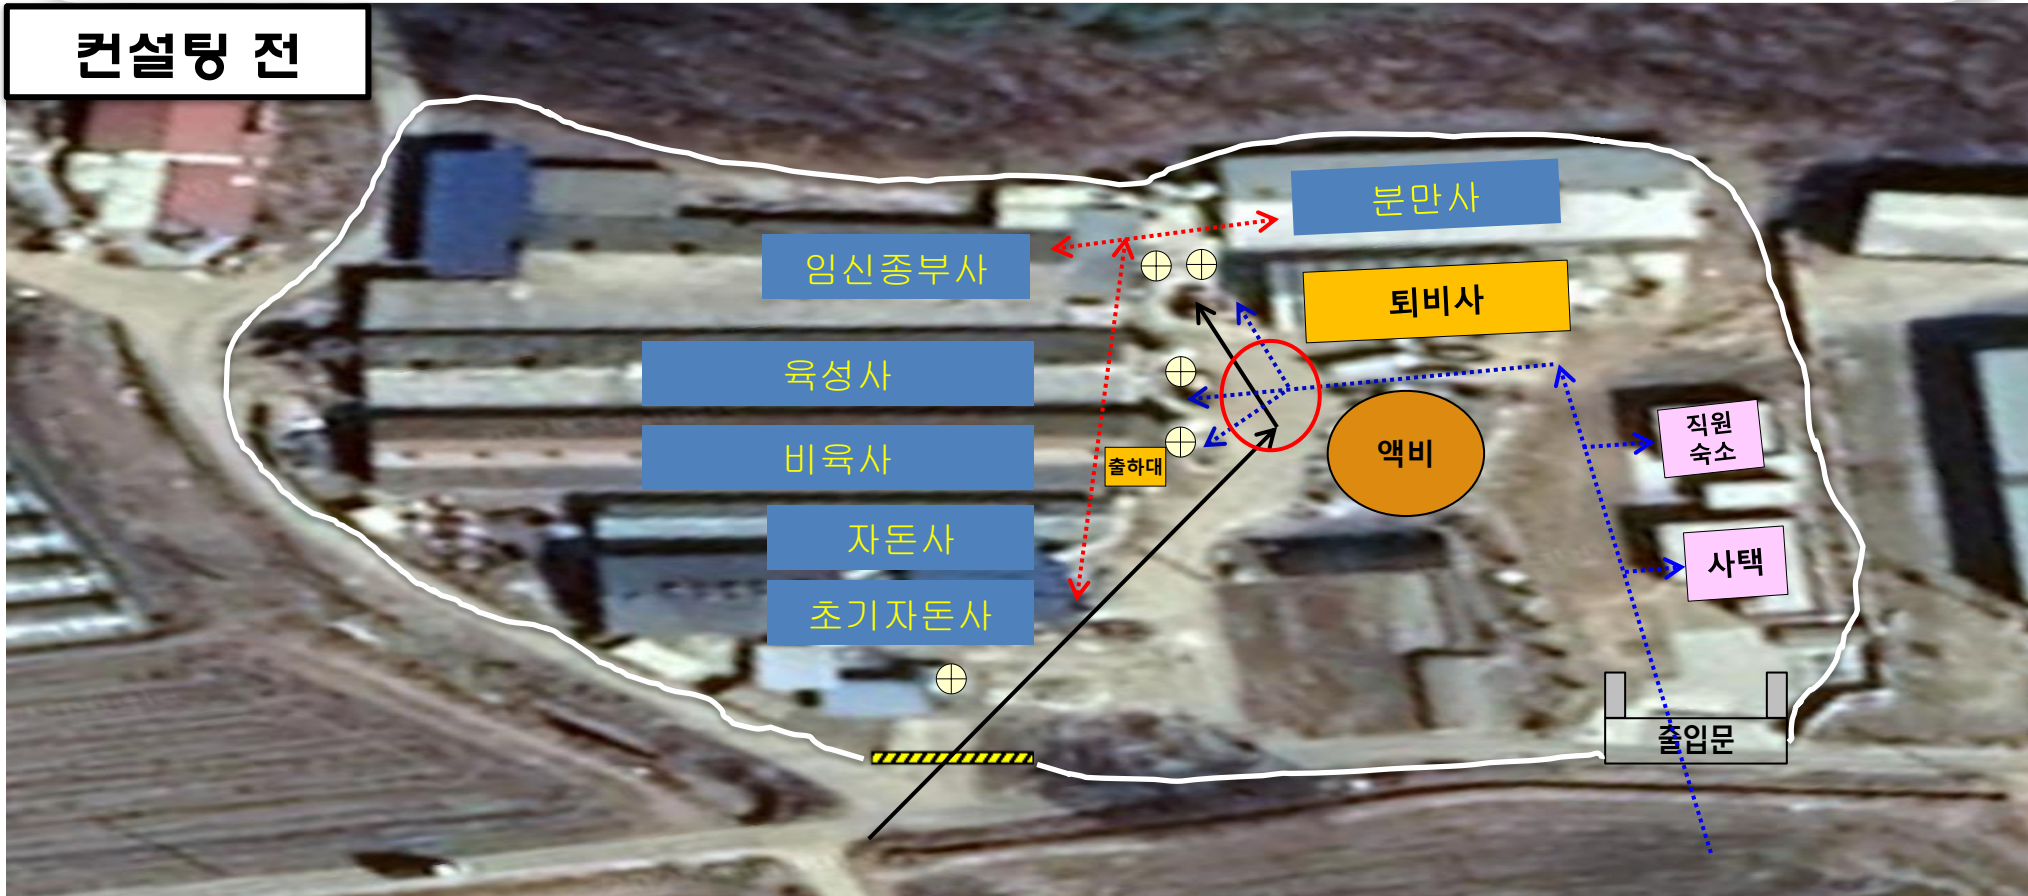 컨설팅 전
분만사
임신종부사
퇴비사
육성사
직원
숙소
비육사
출하대
액비
자돈사
사택
초기자돈사
출입문